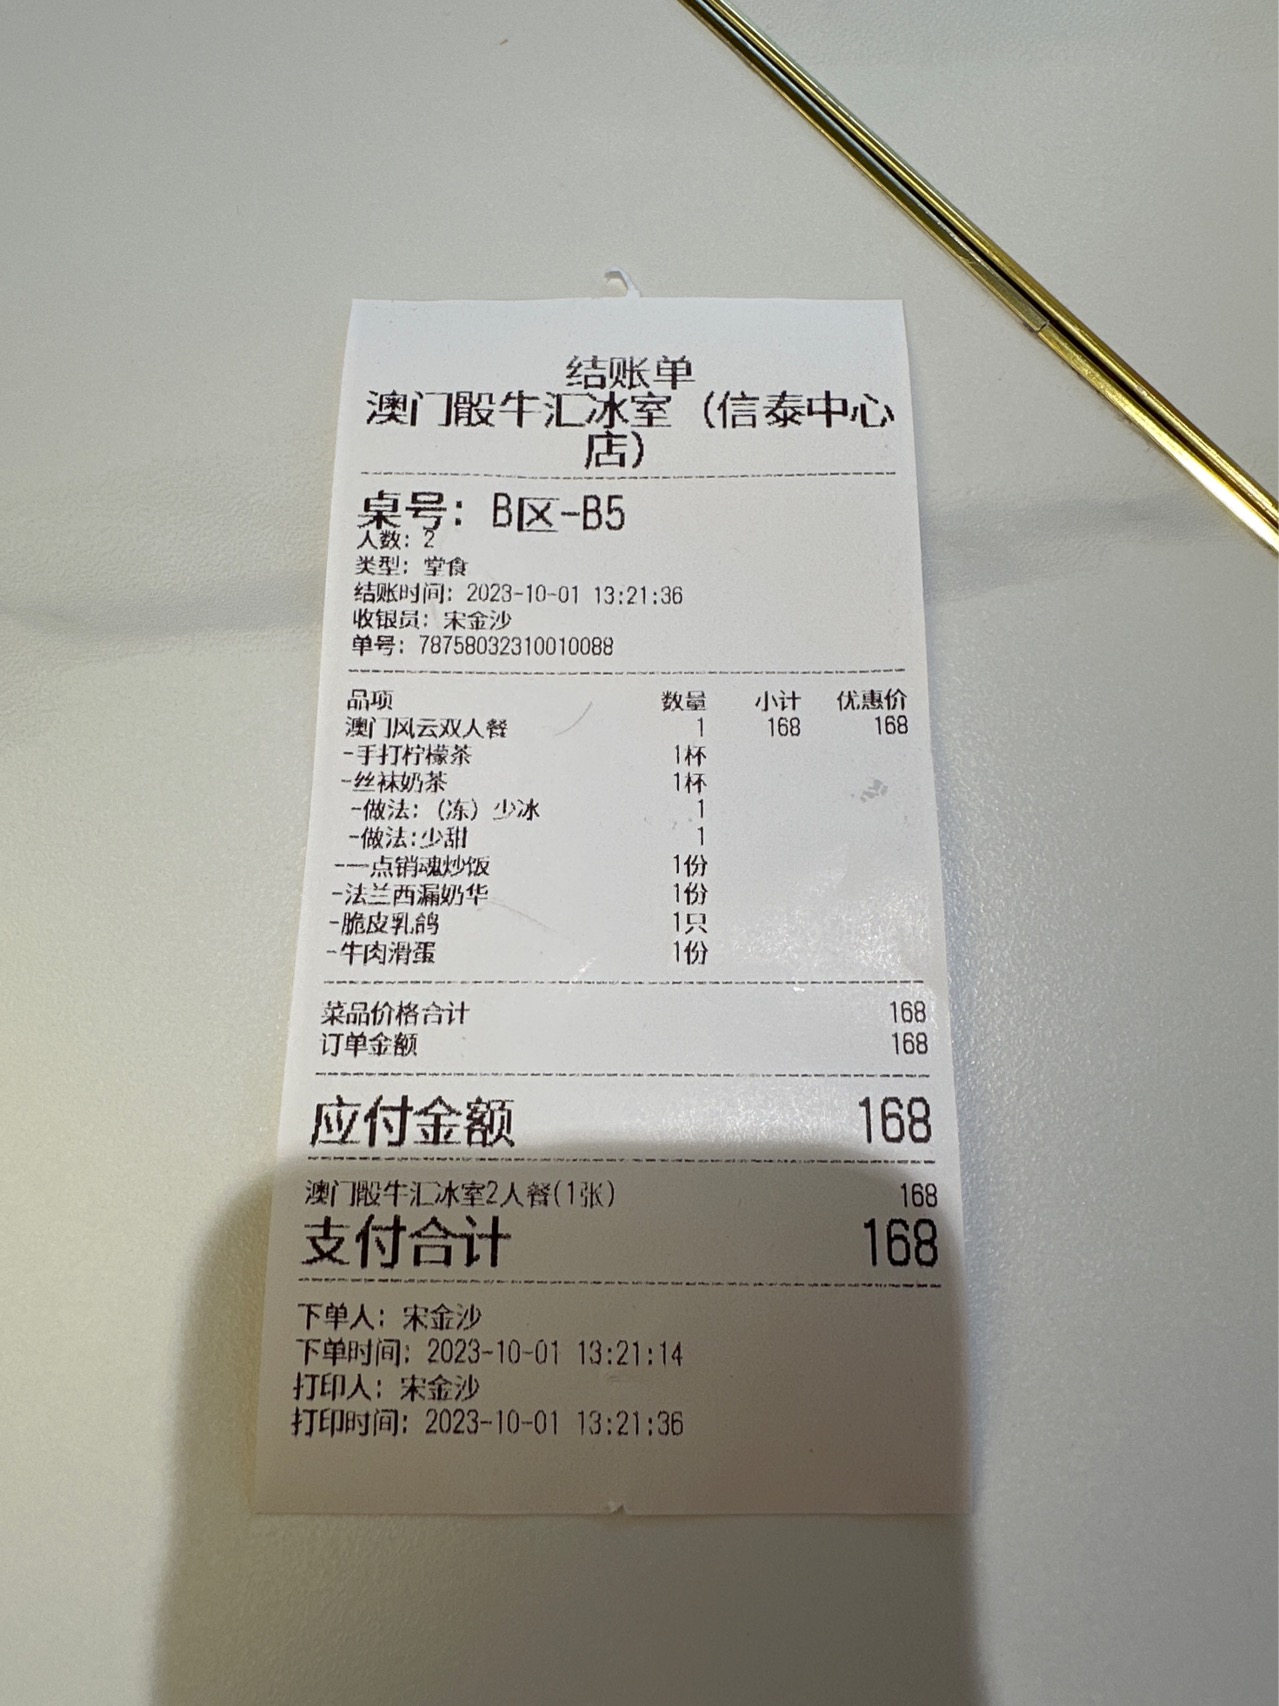 结账单
澳门骰牛汇冰室（信泰中心
店）
桌号：B区-B5
人数：2
类型：堂食
结账时间：2023-10-01 13:21:36
收银员：宋金沙
单号：78758032310010088
品项 数量 小计 优惠价
澳门风云双人餐 1 168 168
-手打柠檬茶 1杯
-丝袜奶茶 1杯
-做法：（冻）少冰 1
-做法:少甜 1
-一点销魂炒饭 1份
-法兰西漏奶华 1份
-脆皮乳鸽 1只
-牛肉滑蛋 1份
菜品价格合计 168
订单金额 168
应付金额 168
澳门骰牛汇冰室2人餐(1张) 168
支付合计 168
下单人：宋金沙
下单时间：2023-10-01 13:21:14
打印人：宋金沙
打印时间：2023-10-01 13:21:36